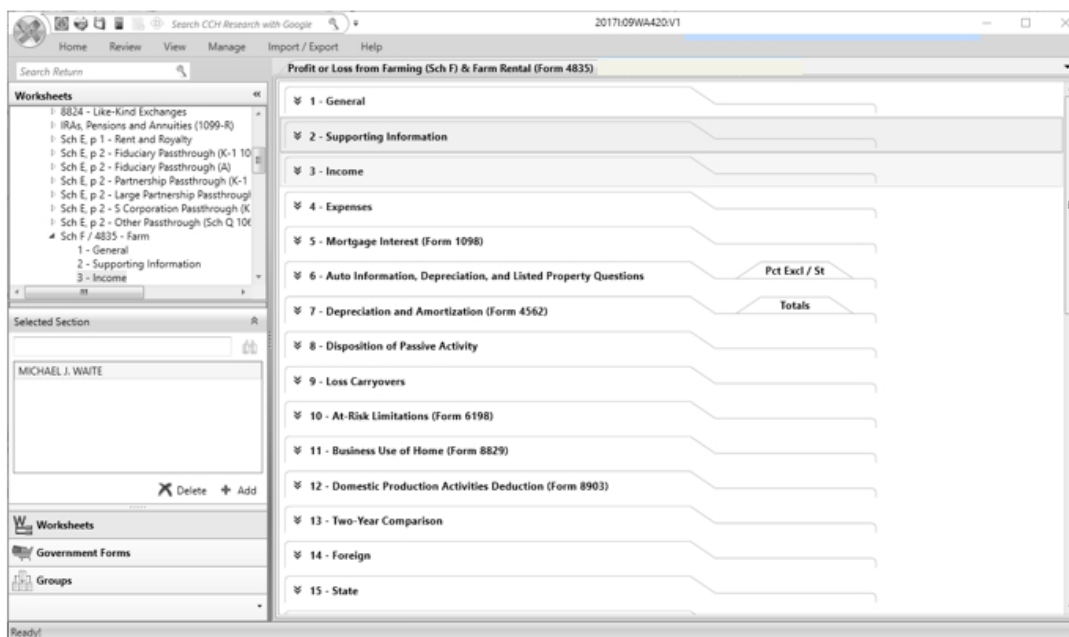 Search CCH Research with Google
2017I:09WA420:V1
Home Review View Manage Import / Export Help
Search Return
Profit or Loss from Farming (Sch F) & Farm Rental (Form 4835)
Worksheets
8824 - Like-Kind Exchanges
IRAs, Pensions and Annuities (1099-R)
Sch E, p 1 - Rent and Royalty
Sch E, p 2 - Fiduciary Passthrough (K-1 10
Sch E, p 2 - Fiduciary Passthrough (A)
Sch E, p 2 - Partnership Passthrough (K-1
Sch E, p 2 - Large Partnership Passthrough
Sch E, p 2 - S Corporation Passthrough (K
Sch E, p 2 - Other Passthrough (Sch Q 106
Sch F / 4835 - Farm
1 - General
2 - Supporting Information
3 - Income
Selected Section
MICHAEL J. WAITE
Delete Add
Worksheets
Government Forms
Groups
1 - General
2 - Supporting Information
3 - Income
4 - Expenses
5 - Mortgage Interest (Form 1098)
6 - Auto Information, Depreciation, and Listed Property Questions Pct Excl / St
7 - Depreciation and Amortization (Form 4562) Totals
8 - Disposition of Passive Activity
9 - Loss Carryovers
10 - At-Risk Limitations (Form 6198)
11 - Business Use of Home (Form 8829)
12 - Domestic Production Activities Deduction (Form 8903)
13 - Two-Year Comparison
14 - Foreign
15 - State
Ready!